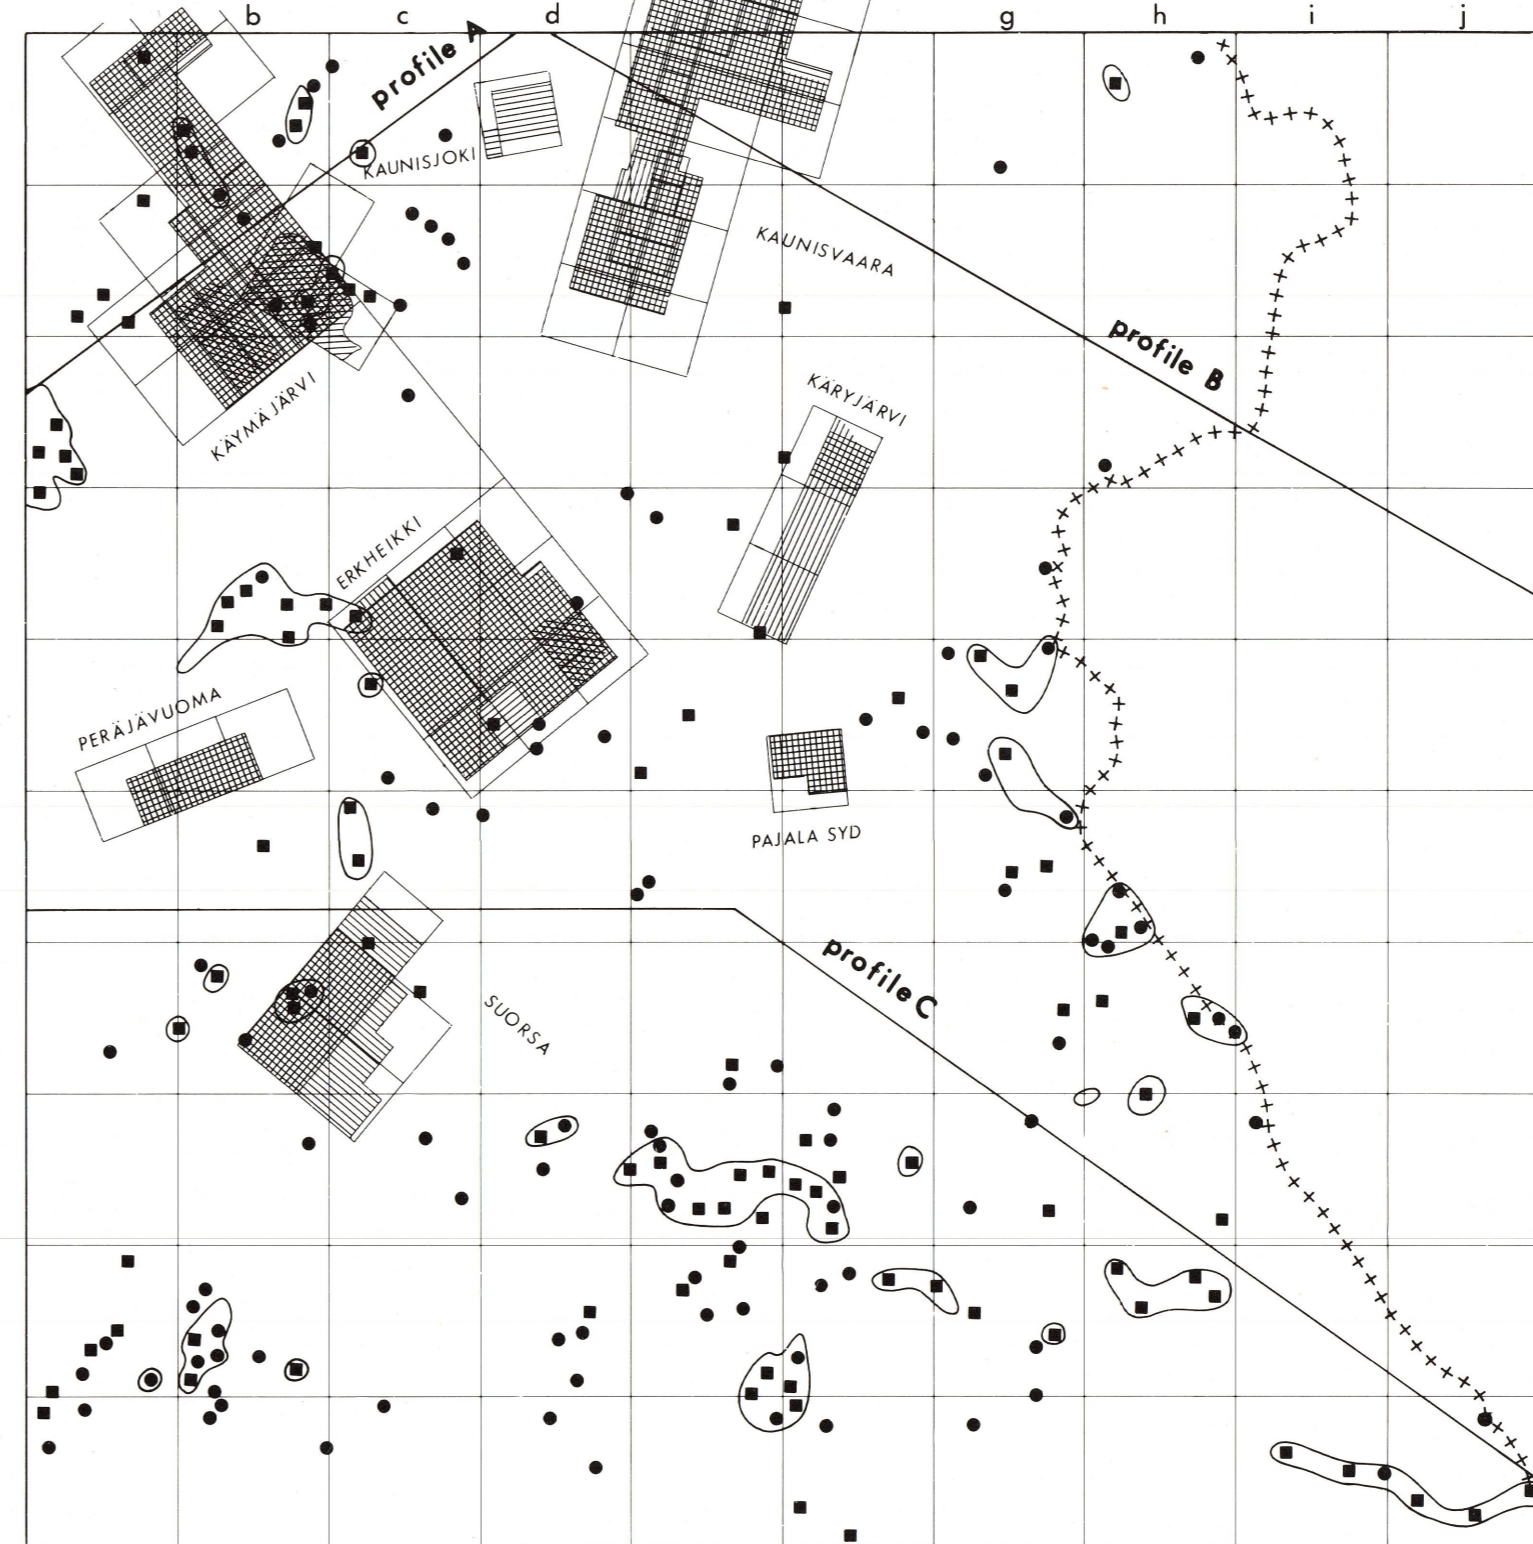 b c d g h i j
profile A
KAUNISJOKI
KAUNISVAARA
profile B
KÄYMÄJÄRVI
KÄRYJÄRVI
ERKHEIKKI
PERÄJÄVUOMA
PAJALA SYD
profile C
SUORSA